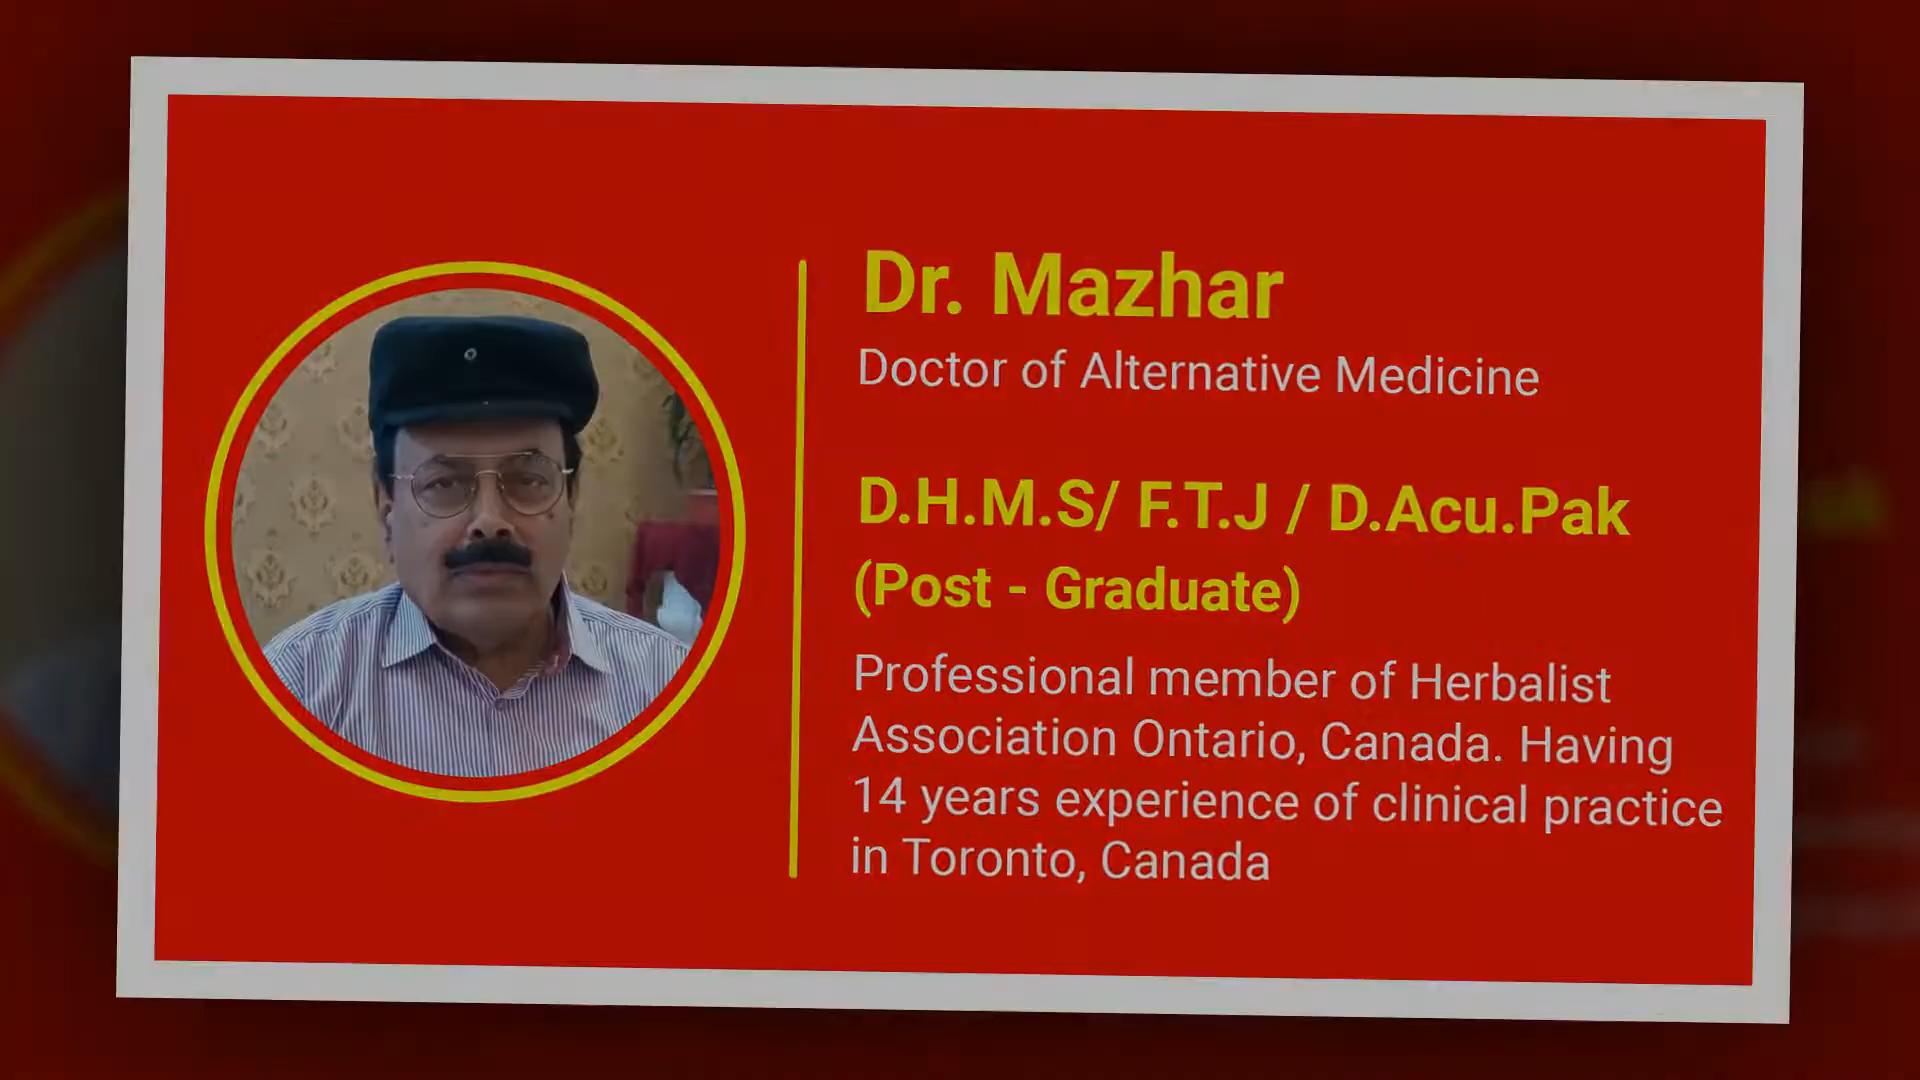 Dr. Mazhar
Doctor of Alternative Medicine
D.H.M.S/ F.T.J / D.Acu.Pak
(Post - Graduate)
Professional member of Herbalist
Association Ontario, Canada. Having
14 years experience of clinical practice
in Toronto, Canada